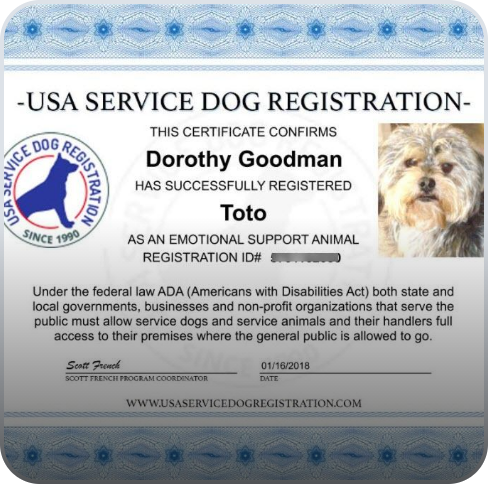 -USA SERVICE DOG REGISTRATION-
THIS CERTIFICATE CONFIRMS
Dorothy Goodman
HAS SUCCESSFULLY REGISTERED
Toto
AS AN EMOTIONAL SUPPORT ANIMAL
REGISTRATION ID#
USA SERVICE DOG REGISTRATION
SINCE 1990
Under the federal law ADA (Americans with Disabilities Act) both state and
local governments, businesses and non-profit organizations that serve the
public must allow service dogs and service animals and their handlers full
access to their premises where the general public is allowed to go.
Scott French
01/16/2018
SCOTT FRENCH PROGRAM COORDINATOR
DATE
WWW.USASERVICEDOGREGISTRATION.COM